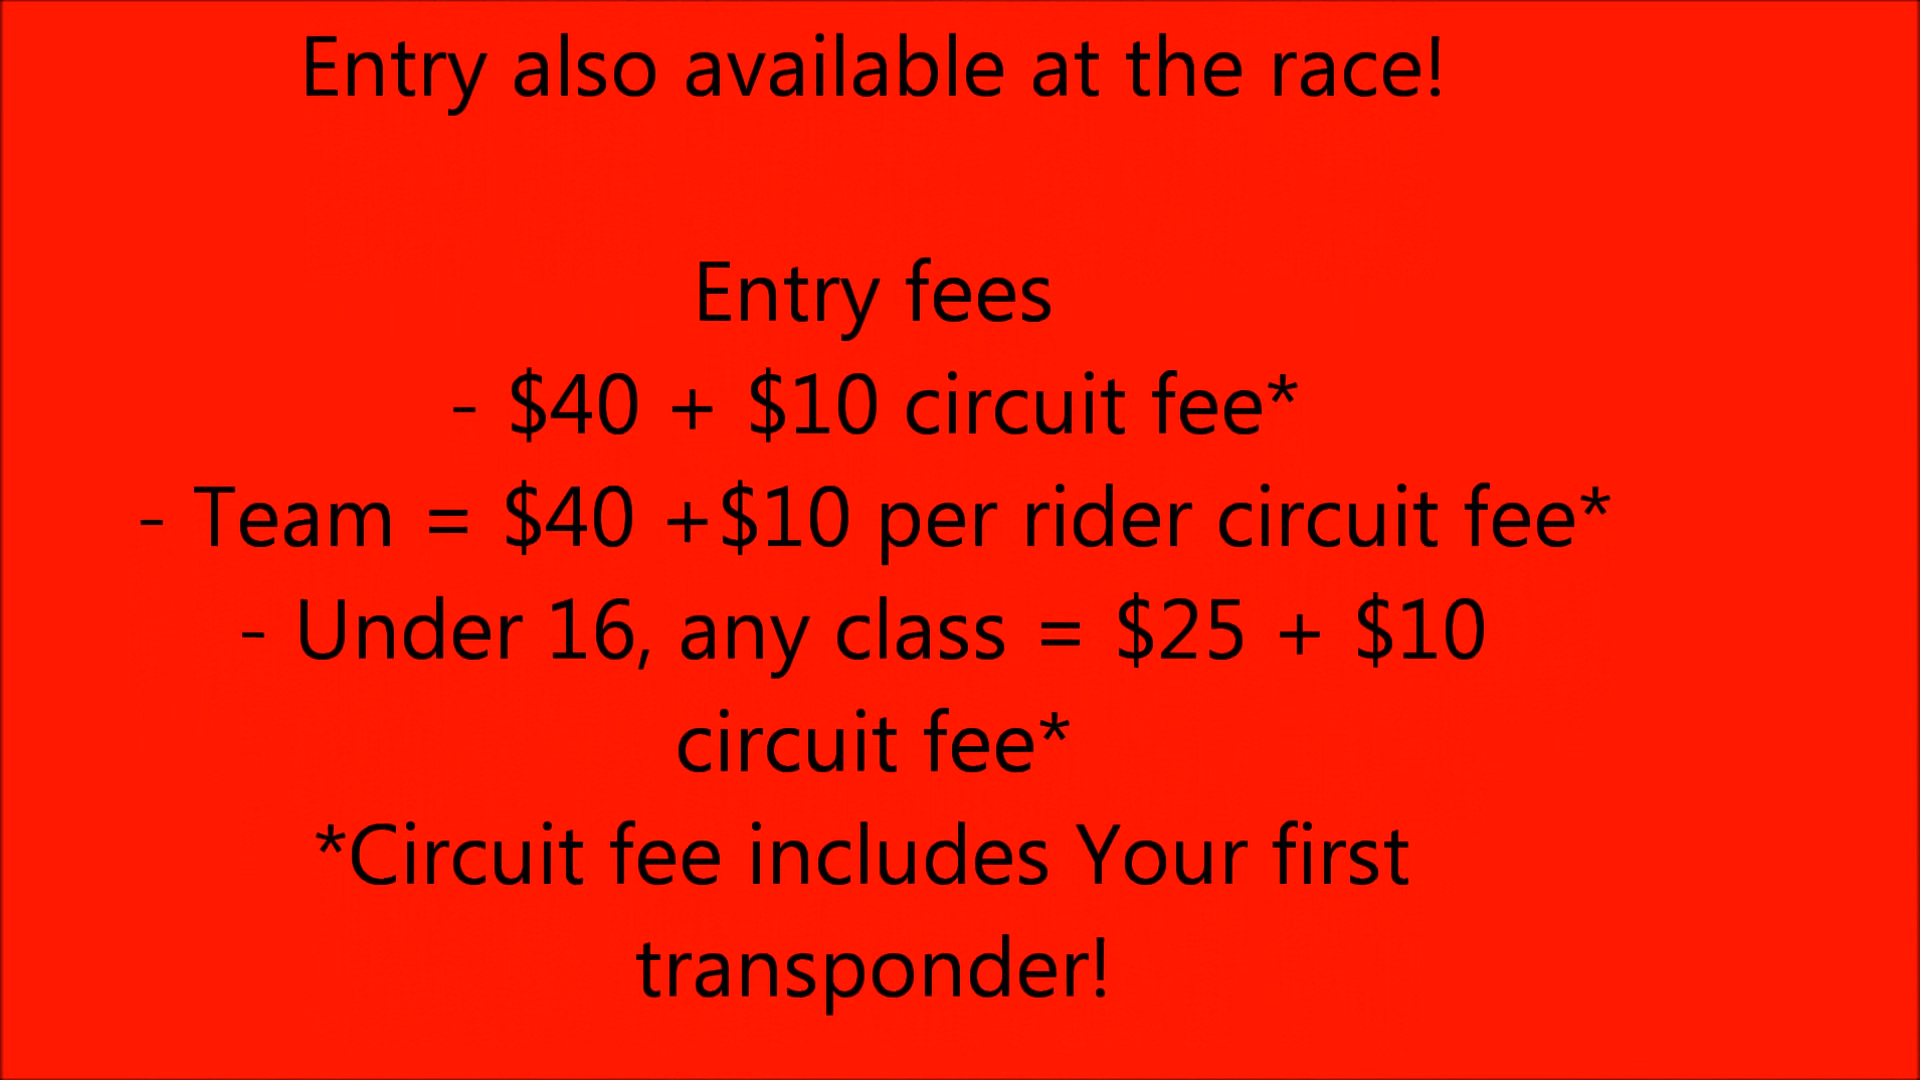 Entry also available at the race!
Entry fees
- $40 + $10 circuit fee*
- Team = $40 +$10 per rider circuit fee*
- Under 16, any class = $25 + $10
circuit fee*
*Circuit fee includes Your first
transponder!